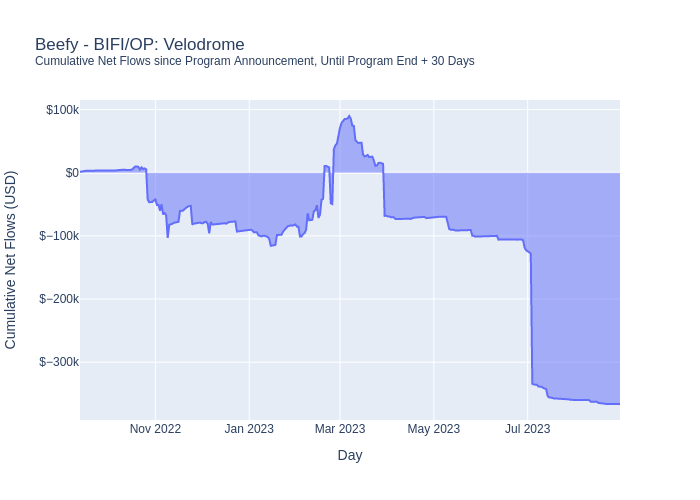 Beefy - BIFI/OP: Velodrome
Cumulative Net Flows since Program Announcement, Until Program End + 30 Days
Cumulative Net Flows (USD)
$100k
$0
$−100k
$−200k
$−300k
Nov 2022
Jan 2023
Mar 2023
May 2023
Jul 2023
Day